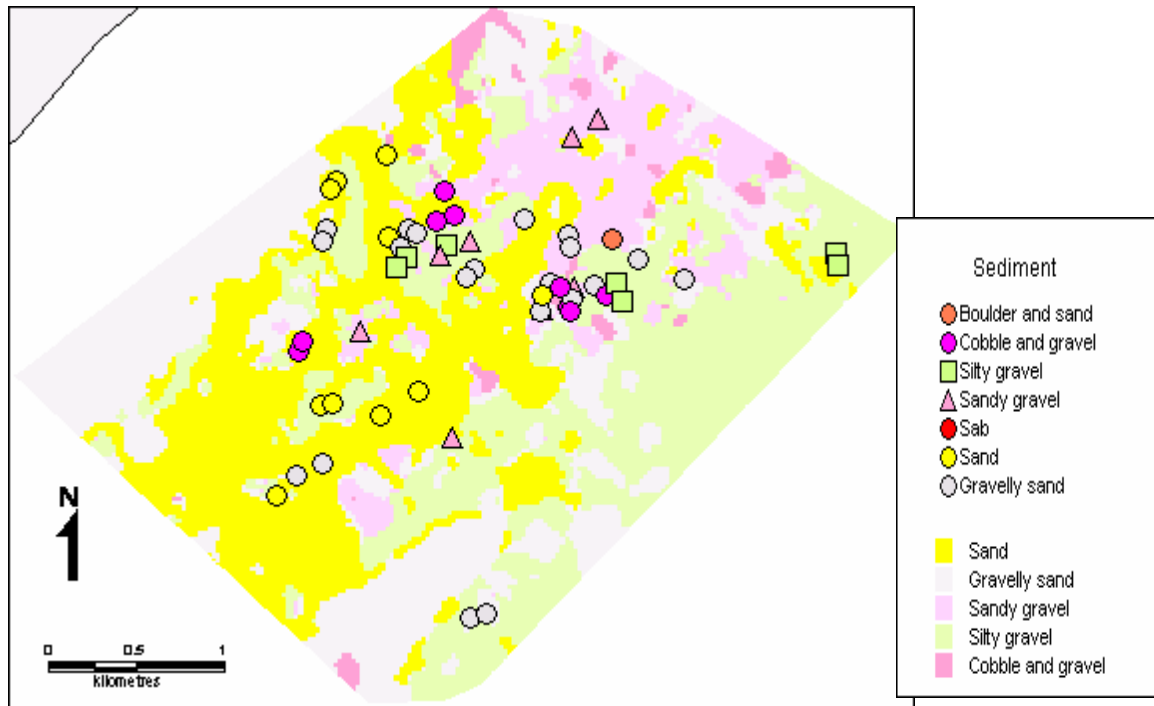 N
0 0.5 1
kilometres
Sediment
Boulder and sand
Cobble and gravel
Silty gravel
Sandy gravel
Sab
Sand
Gravelly sand
Sand
Gravelly sand
Sandy gravel
Silty gravel
Cobble and gravel